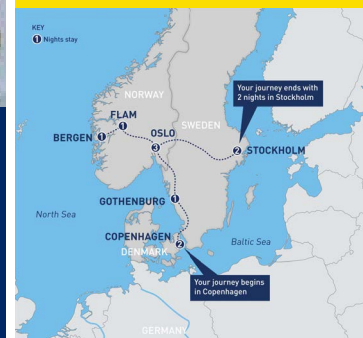 KEY
1 Nights stay
NORWAY
FLAM
1
SWEDEN
Your journey ends with
2 nights in Stockholm
BERGEN 1
OSLO
3
2 STOCKHOLM
GOTHENBURG 1
North Sea
COPENHAGEN
2
DENMARK
Baltic Sea
Your journey begins
in Copenhagen
GERMANY